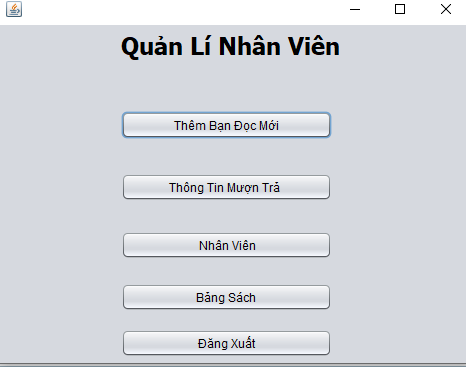 Quản Lí Nhân Viên
Thêm Bạn Đọc Mới
Thông Tin Mượn Trả
Nhân Viên
Bảng Sách
Đăng Xuất